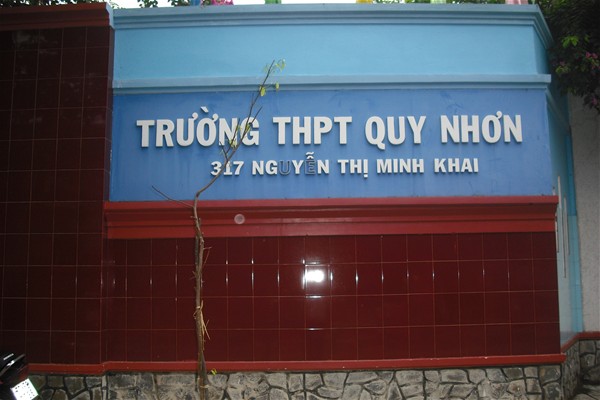 TRƯỜNG THPT QUY NHƠN
317 NGUYỄN THỊ MINH KHAI